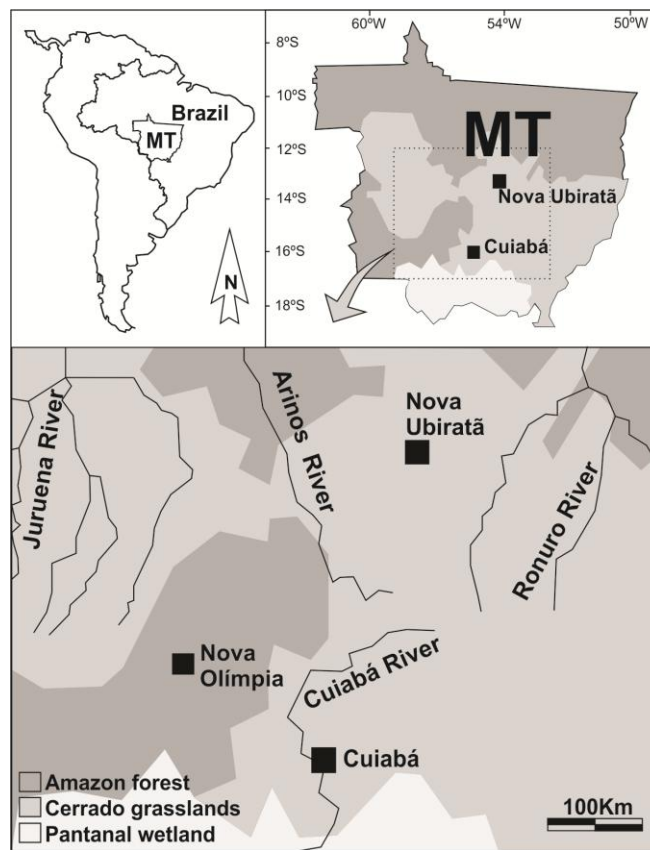 Brazil
MT
N
60ºW
54ºW
50ºW
8ºS
10ºS
12ºS
14ºS
16ºS
18ºS
MT
Nova Ubiratã
Cuiabá
Juruena River
Arinos River
Nova
Ubiratã
Ronuro River
Nova
Olímpia
Cuiabá River
Cuiabá
Amazon forest
Cerrado grasslands
Pantanal wetland
100Km